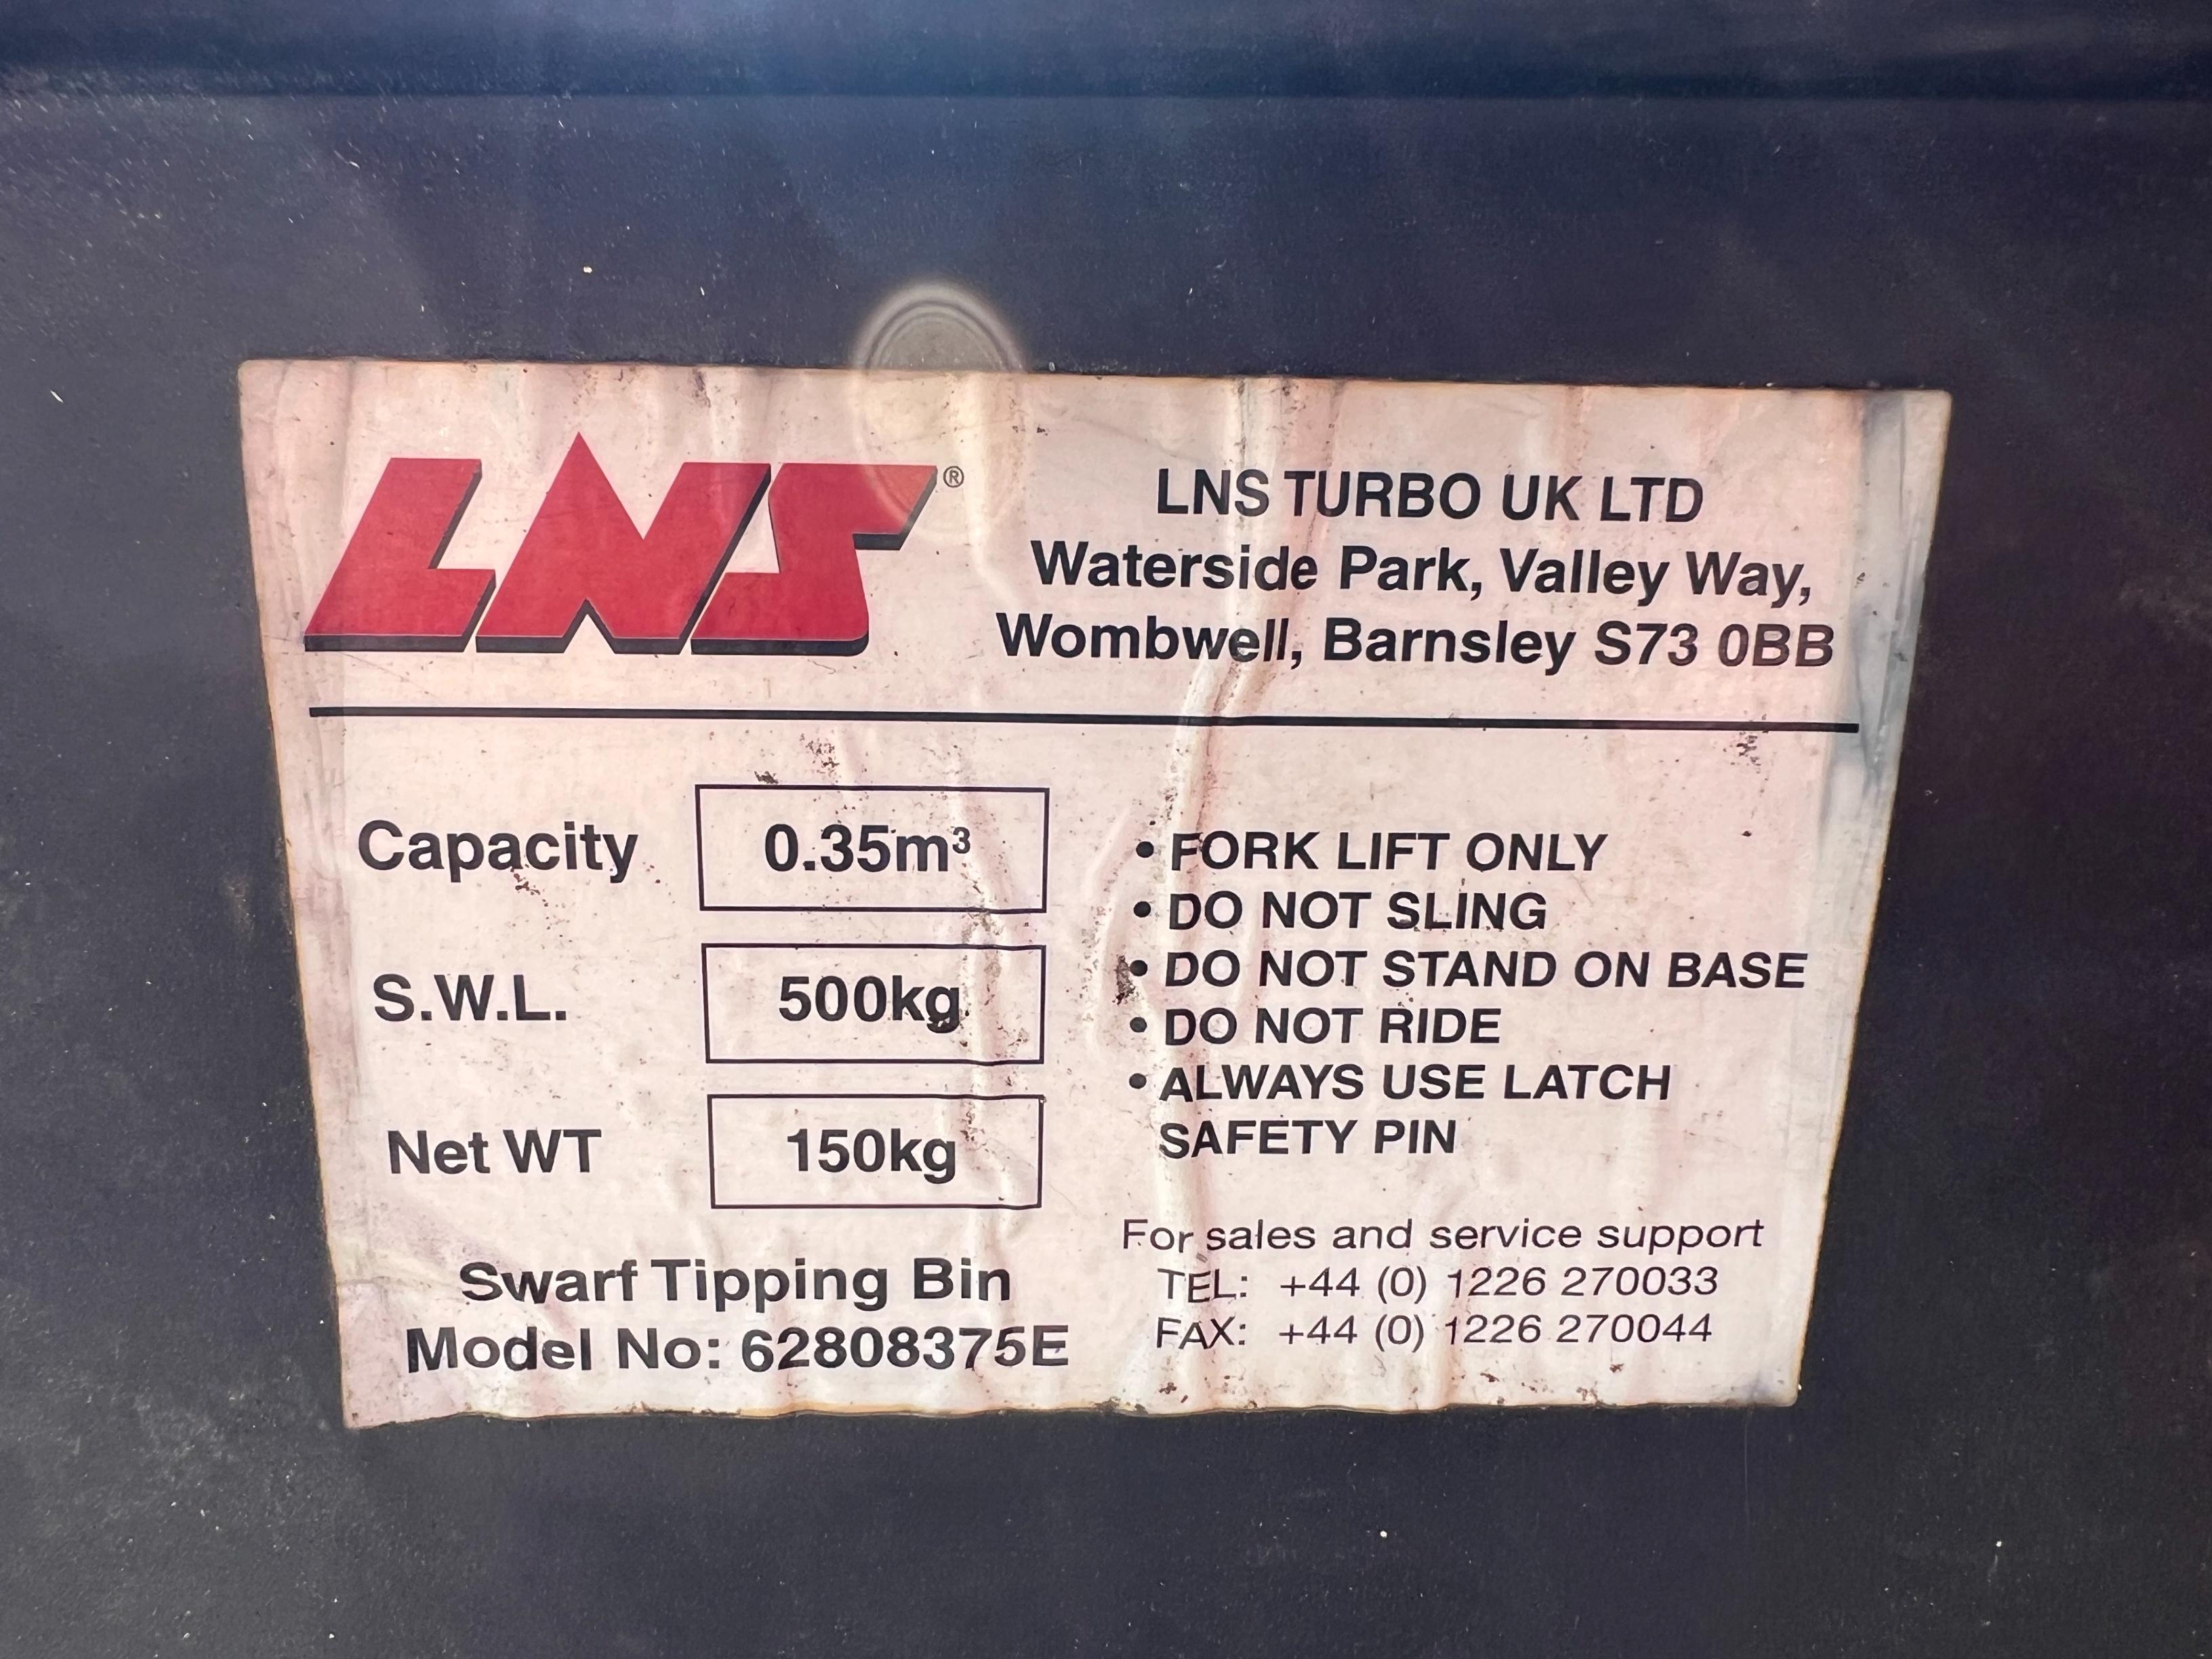 LNS®
LNS TURBO UK LTD
Waterside Park, Valley Way,
Wombwell, Barnsley S73 0BB
Capacity 0.35m³
S.W.L. 500kg
Net WT 150kg
Swarf Tipping Bin
Model No: 62808375E
• FORK LIFT ONLY
• DO NOT SLING
• DO NOT STAND ON BASE
• DO NOT RIDE
• ALWAYS USE LATCH
SAFETY PIN
For sales and service support
TEL: +44 (0) 1226 270033
FAX: +44 (0) 1226 270044